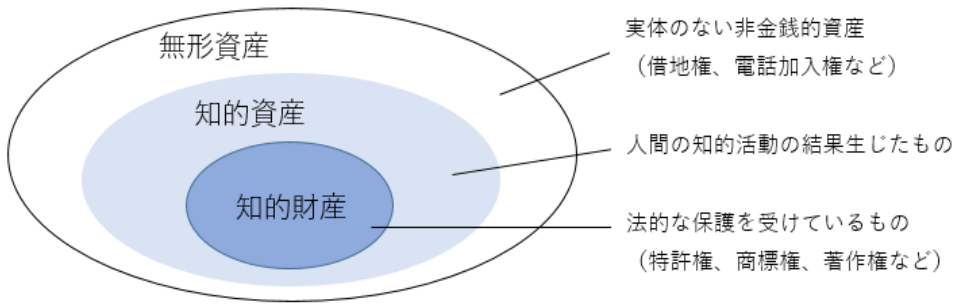 無形資産
知的資産
知的財産
実体のない非金銭的資産
（借地権、電話加入権など）
人間の知的活動の結果生じたもの
法的な保護を受けているもの
（特許権、商標権、著作権など）